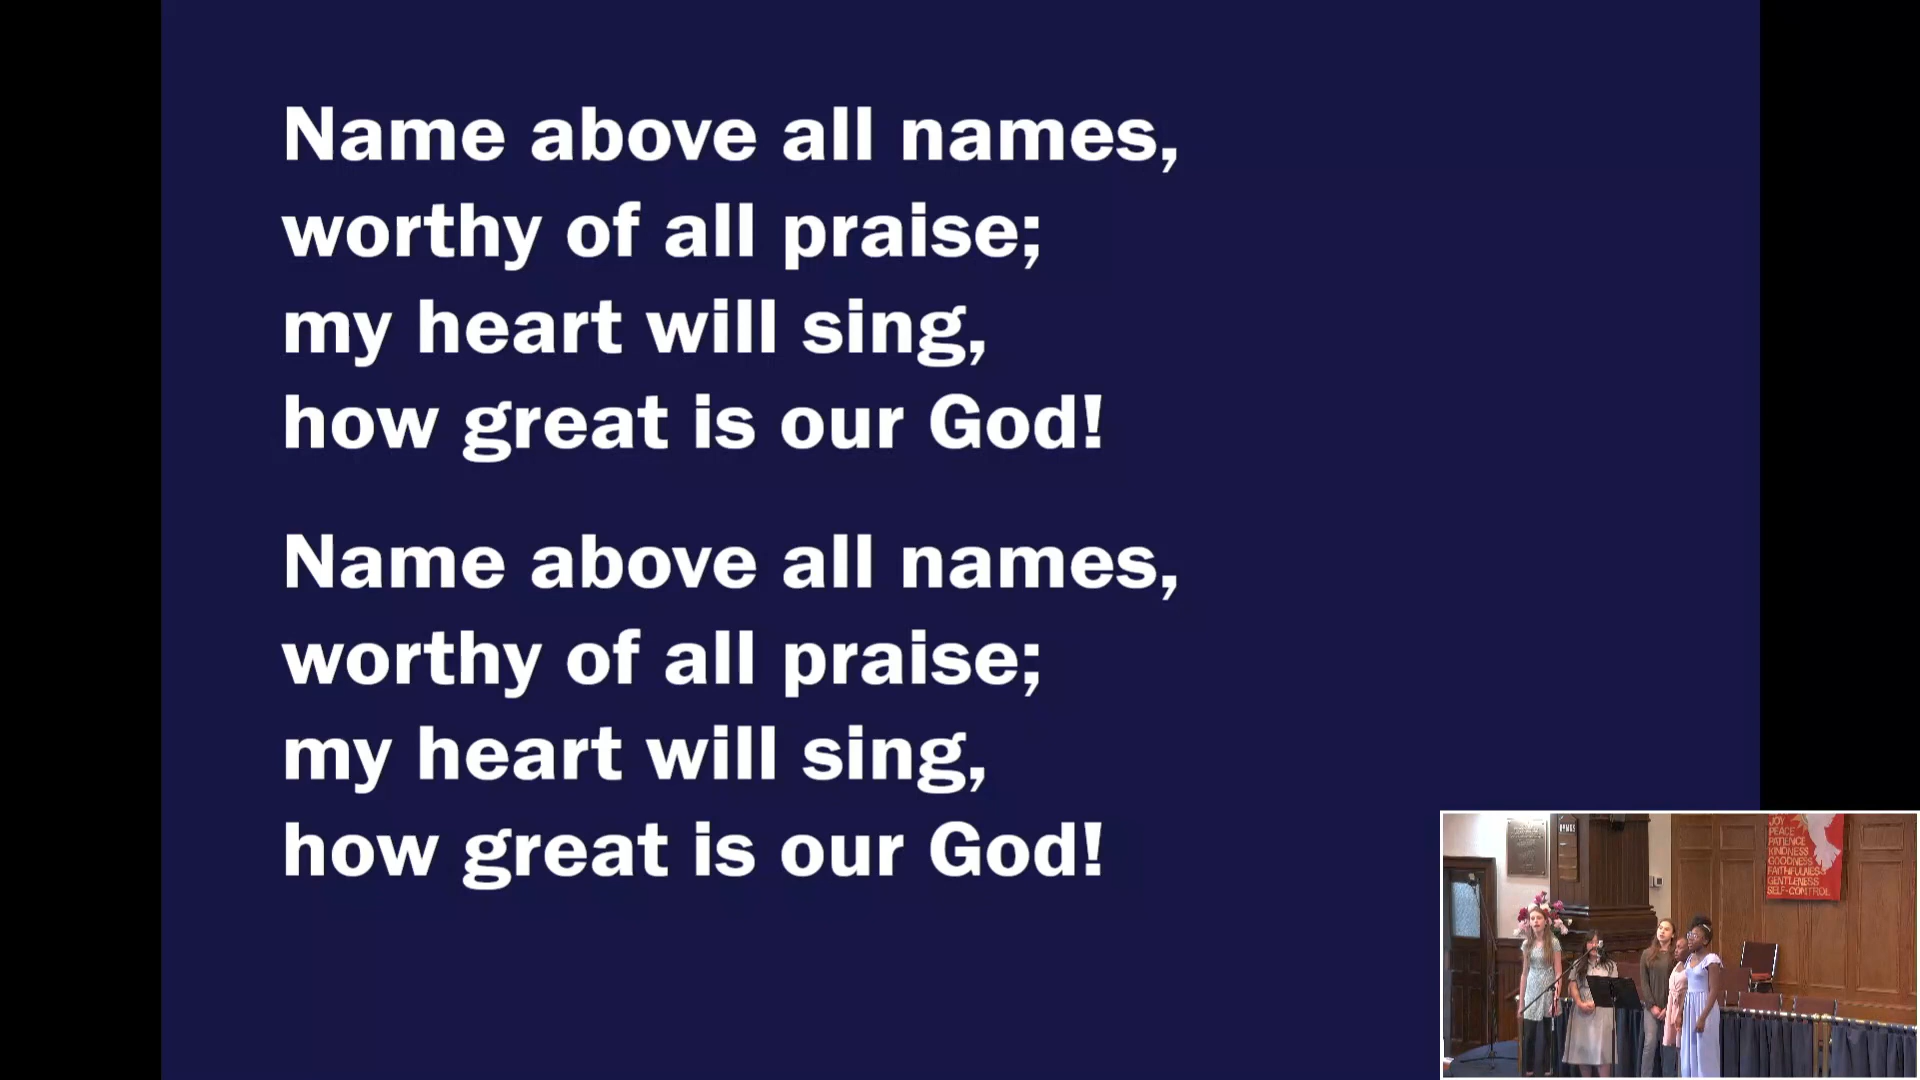 Name above all names,
worthy of all praise;
my heart will sing,
how great is our God!
Name above all names,
worthy of all praise;
my heart will sing,
how great is our God!
JOY
PEACE
PATIENCE
KINDNESS
GOODNESS
FAITHFULNESS
GENTLENESS
SELF-CONTROL
HYMNS